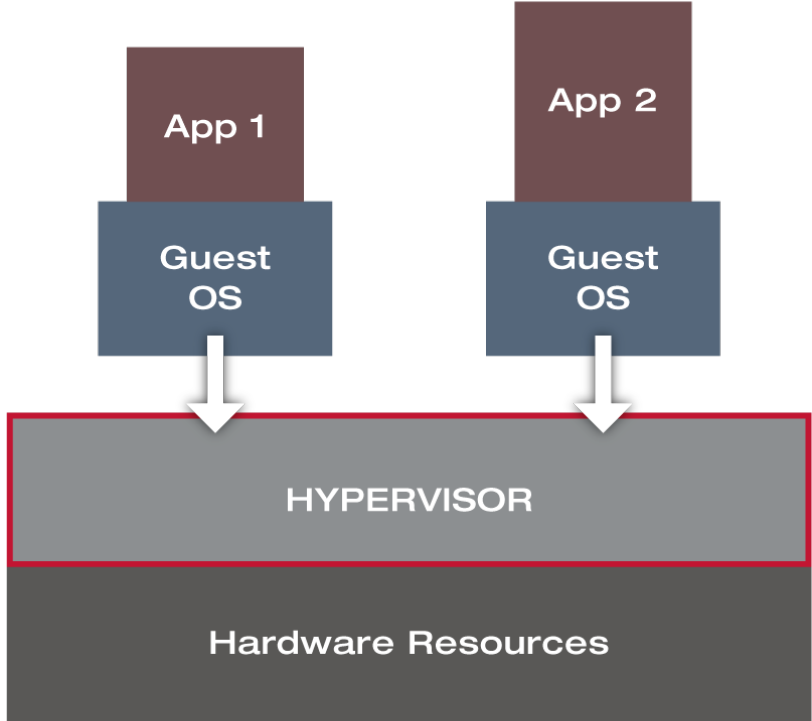 App 1
App 2
Guest
OS
Guest
OS
HYPERVISOR
Hardware Resources